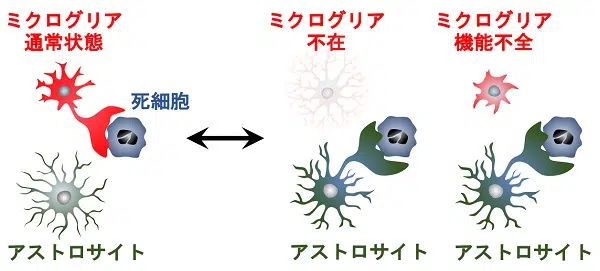 ミクログリア
通常状態
死細胞
アストロサイト
ミクログリア
不在
アストロサイト
ミクログリア
機能不全
アストロサイト